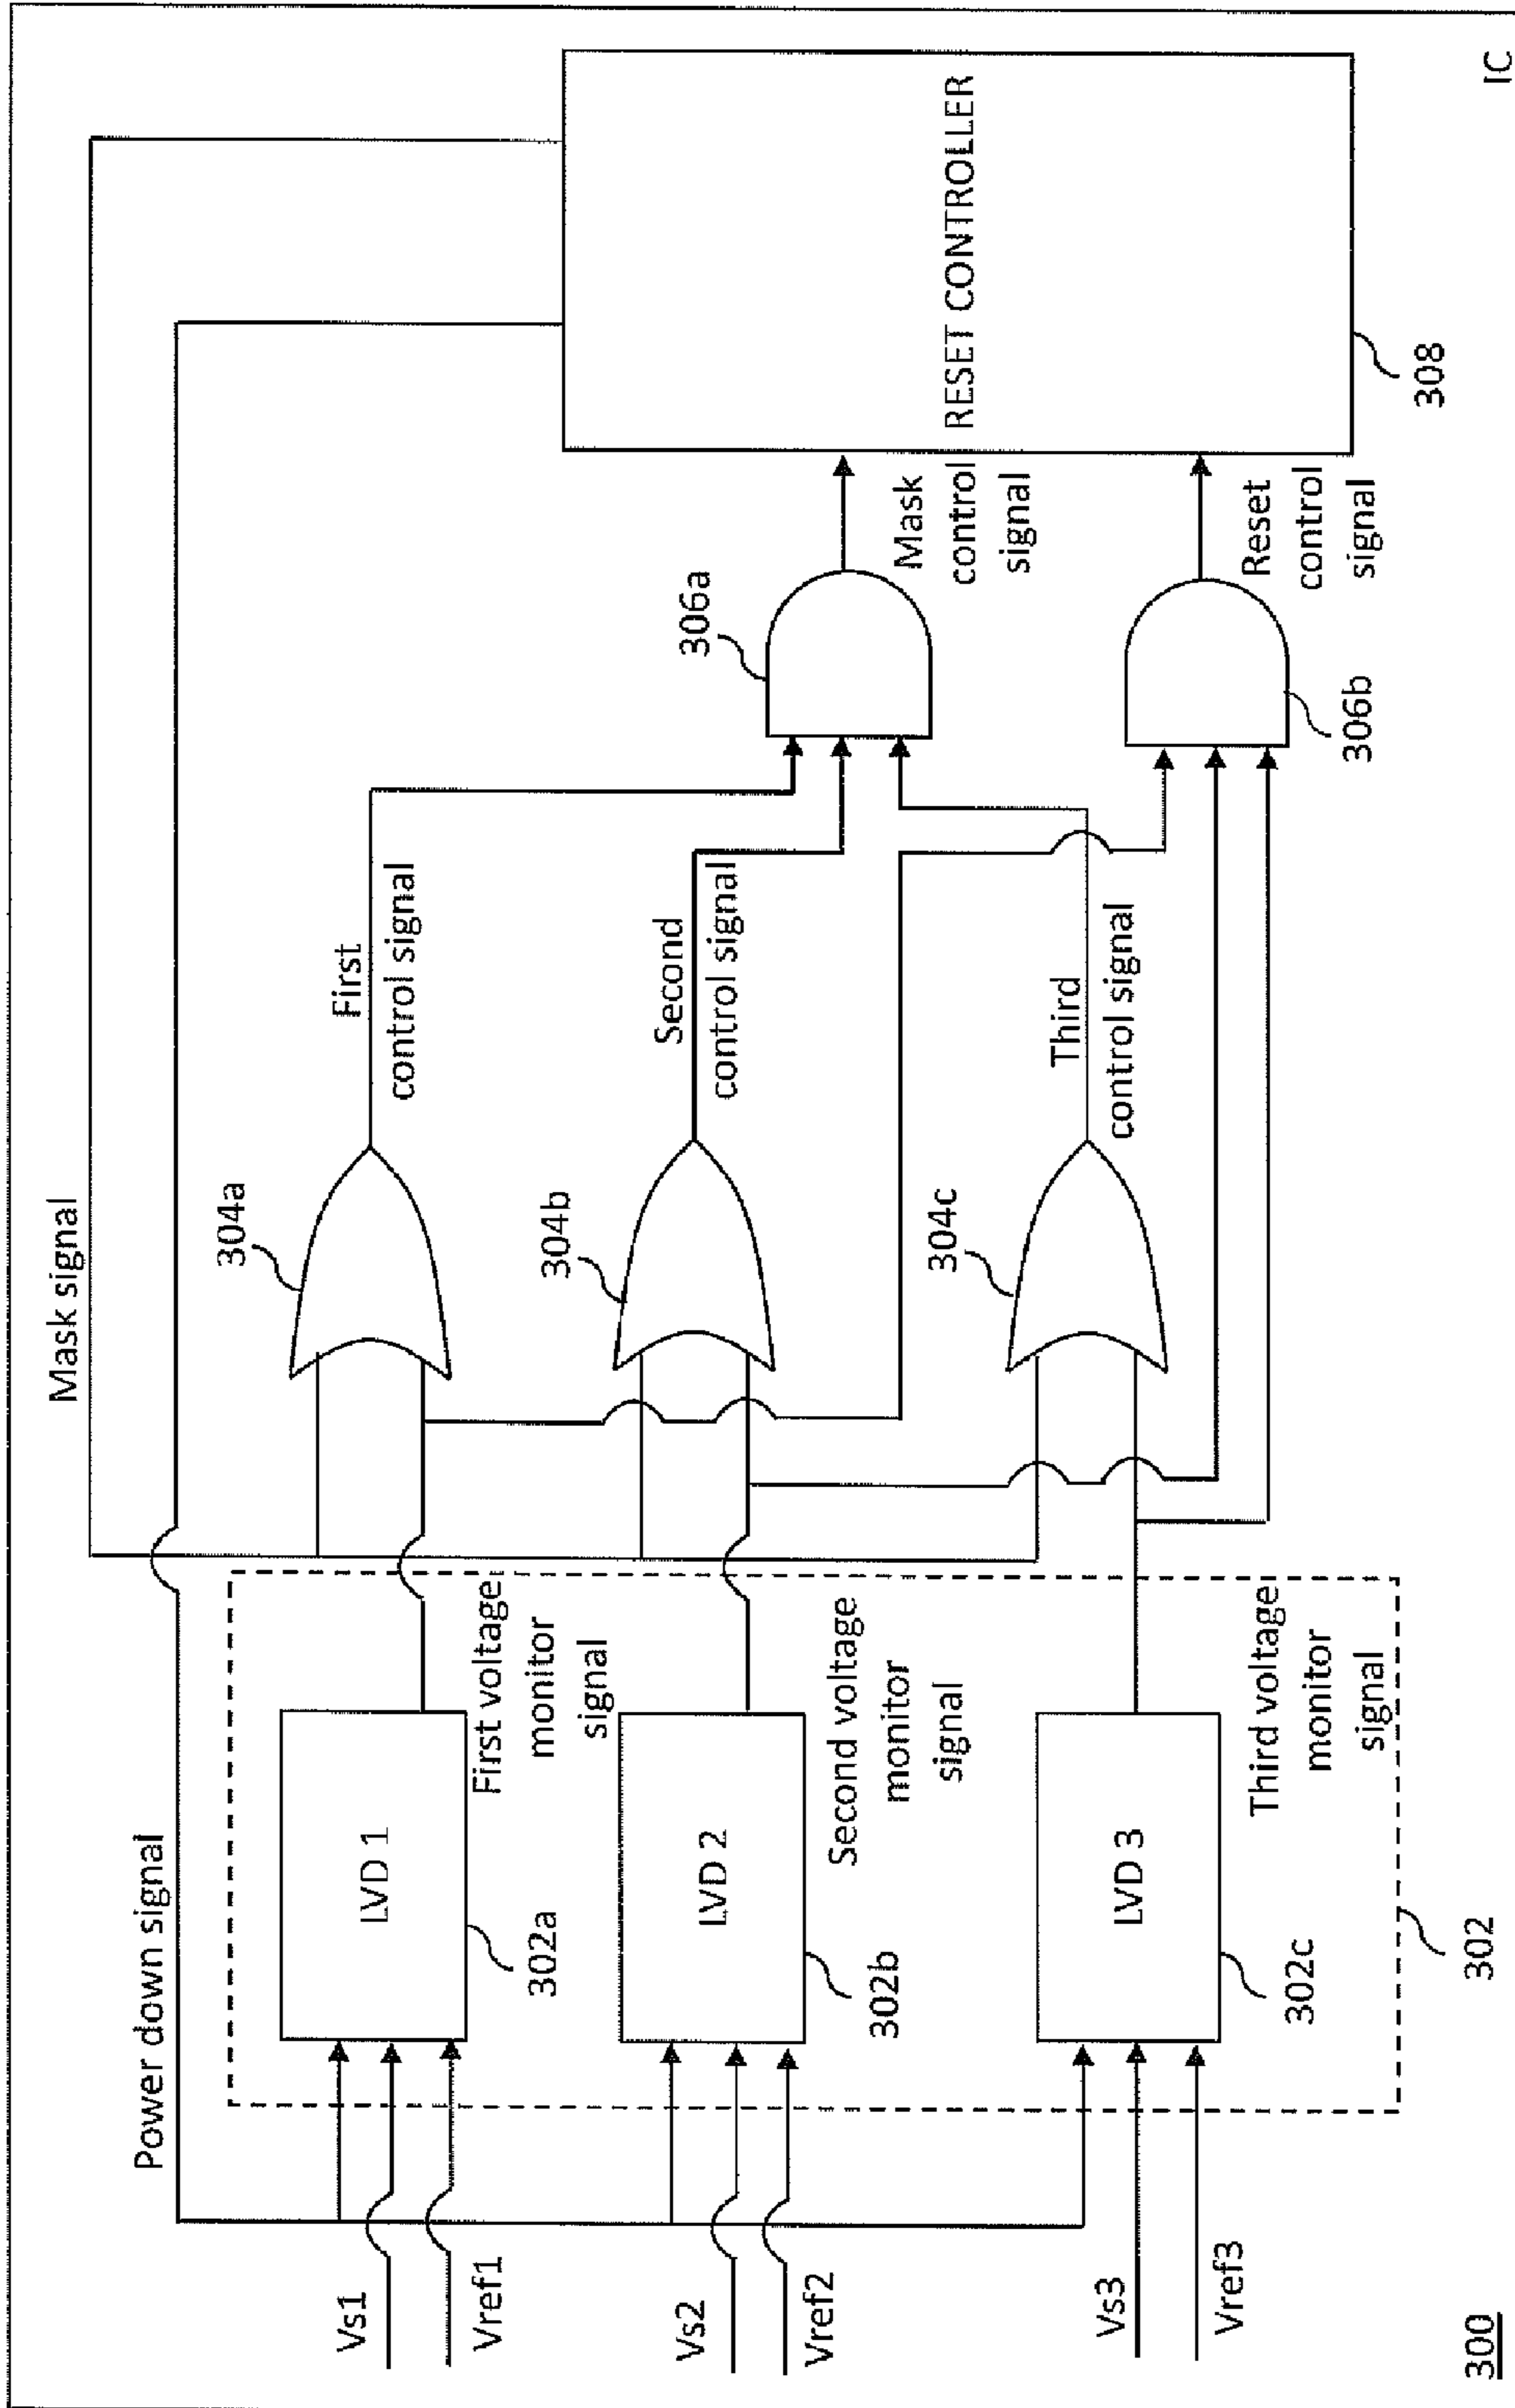 Mask signal
Power down signal
Vs1
Vref1
LVD 1
302a
First voltage
monitor
signal
304a
First
control signal
Vs2
Vref2
LVD 2
302b
Second voltage
monitor
signal
304b
Second
control signal
306a
Mask
control
signal
RESET CONTROLLER
Vs3
Vref3
LVD 3
302c
Third voltage
monitor
signal
304c
Third
control signal
306b
Reset
control
signal
308
302
300
IC